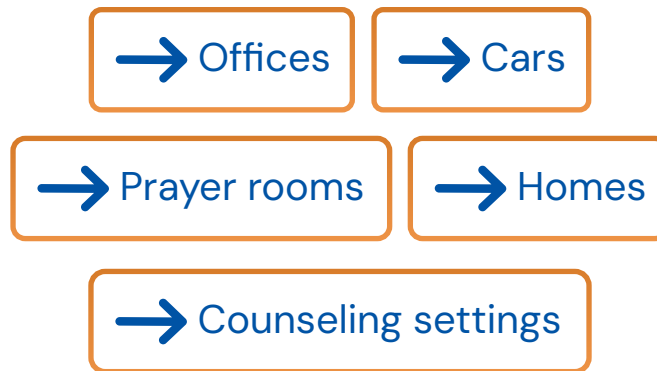 → Offices
→ Cars
→ Prayer rooms
→ Homes
→ Counseling settings